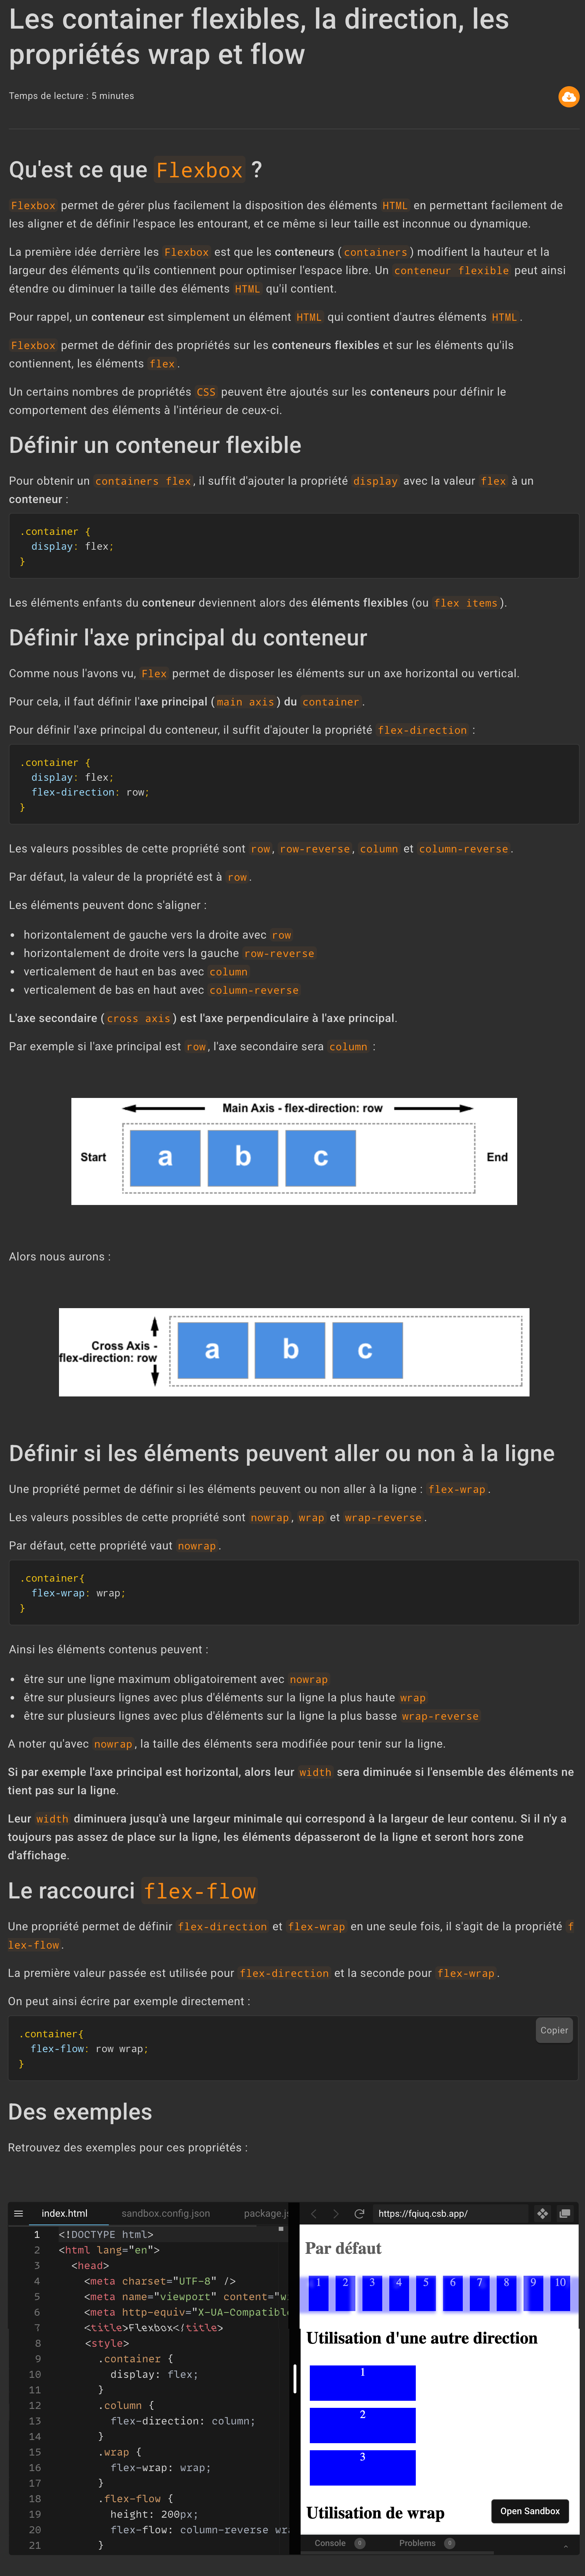 Les container flexibles, la direction, les
propriétés wrap et flow
Temps de lecture : 5 minutes
Qu'est ce que Flexbox ?
Flexbox permet de gérer plus facilement la disposition des éléments HTML en permettant facilement de
les aligner et de définir l'espace les entourant, et ce même si leur taille est inconnue ou dynamique.
La première idée derrière les Flexbox est que les conteneurs (containers) modifient la hauteur et la
largeur des éléments qu'ils contiennent pour optimiser l'espace libre. Un conteneur flexible peut ainsi
étendre ou diminuer la taille des éléments HTML qu'il contient.
Pour rappel, un conteneur est simplement un élément HTML qui contient d'autres éléments HTML.
Flexbox permet de définir des propriétés sur les conteneurs flexibles et sur les éléments qu'ils
contiennent, les éléments flex.
Un certains nombres de propriétés CSS peuvent être ajoutés sur les conteneurs pour définir le
comportement des éléments à l'intérieur de ceux-ci.
Définir un conteneur flexible
Pour obtenir un containers flex, il suffit d'ajouter la propriété display avec la valeur flex à un
conteneur :
.container {
display: flex;
}
Les éléments enfants du conteneur deviennent alors des éléments flexibles (ou flex items).
Définir l'axe principal du conteneur
Comme nous l'avons vu, Flex permet de disposer les éléments sur un axe horizontal ou vertical.
Pour cela, il faut définir l'axe principal (main axis) du container.
Pour définir l'axe principal du conteneur, il suffit d'ajouter la propriété flex-direction :
.container {
display: flex;
flex-direction: row;
}
Les valeurs possibles de cette propriété sont row, row-reverse, column et column-reverse.
Par défaut, la valeur de la propriété est à row.
Les éléments peuvent donc s'aligner :
• horizontalement de gauche vers la droite avec row
• horizontalement de droite vers la gauche row-reverse
• verticalement de haut en bas avec column
• verticalement de bas en haut avec column-reverse
L'axe secondaire (cross axis) est l'axe perpendiculaire à l'axe principal.
Par exemple si l'axe principal est row, l'axe secondaire sera column :
Main Axis - flex-direction: row
Start a b c End
Alors nous aurons :
Cross Axis -
flex-direction: row
a b c
Définir si les éléments peuvent aller ou non à la ligne
Une propriété permet de définir si les éléments peuvent ou non aller à la ligne : flex-wrap.
Les valeurs possibles de cette propriété sont nowrap, wrap et wrap-reverse.
Par défaut, cette propriété vaut nowrap.
.container{
flex-wrap: wrap;
}
Ainsi les éléments contenus peuvent :
• être sur une ligne maximum obligatoirement avec nowrap
• être sur plusieurs lignes avec plus d'éléments sur la ligne la plus haute wrap
• être sur plusieurs lignes avec plus d'éléments sur la ligne la plus basse wrap-reverse
A noter qu'avec nowrap, la taille des éléments sera modifiée pour tenir sur la ligne.
Si par exemple l'axe principal est horizontal, alors leur width sera diminuée si l'ensemble des éléments ne
tient pas sur la ligne.
Leur width diminuera jusqu'à une largeur minimale qui correspond à la largeur de leur contenu. Si il n'y a
toujours pas assez de place sur la ligne, les éléments dépasseront de la ligne et seront hors zone
d'affichage.
Le raccourci flex-flow
Une propriété permet de définir flex-direction et flex-wrap en une seule fois, il s'agit de la propriété f
lex-flow.
La première valeur passée est utilisée pour flex-direction et la seconde pour flex-wrap.
On peut ainsi écrire par exemple directement :
Copier
.container{
flex-flow: row wrap;
}
Des exemples
Retrouvez des exemples pour ces propriétés :
index.html sandbox.config.json package.js
1 <!DOCTYPE html>
2 <html lang="en">
3 <head>
4 <meta charset="UTF-8" />
5 <meta name="viewport" content="w
6 <meta http-equiv="X-UA-Compatible
7 <title>Flexbox</title>
8 <style>
9 .container {
10 display: flex;
11 }
12 .column {
13 flex-direction: column;
14 }
15 .wrap {
16 flex-wrap: wrap;
17 }
18 .flex-flow {
19 height: 200px;
20 flex-flow: column-reverse wra
21 }
https://fqiuq.csb.app/
Par défaut
1 2 3 4 5 6 7 8 9 10
Utilisation d'une autre direction
1
2
3
Utilisation de wrap
Open Sandbox
Console 0 Problems 0